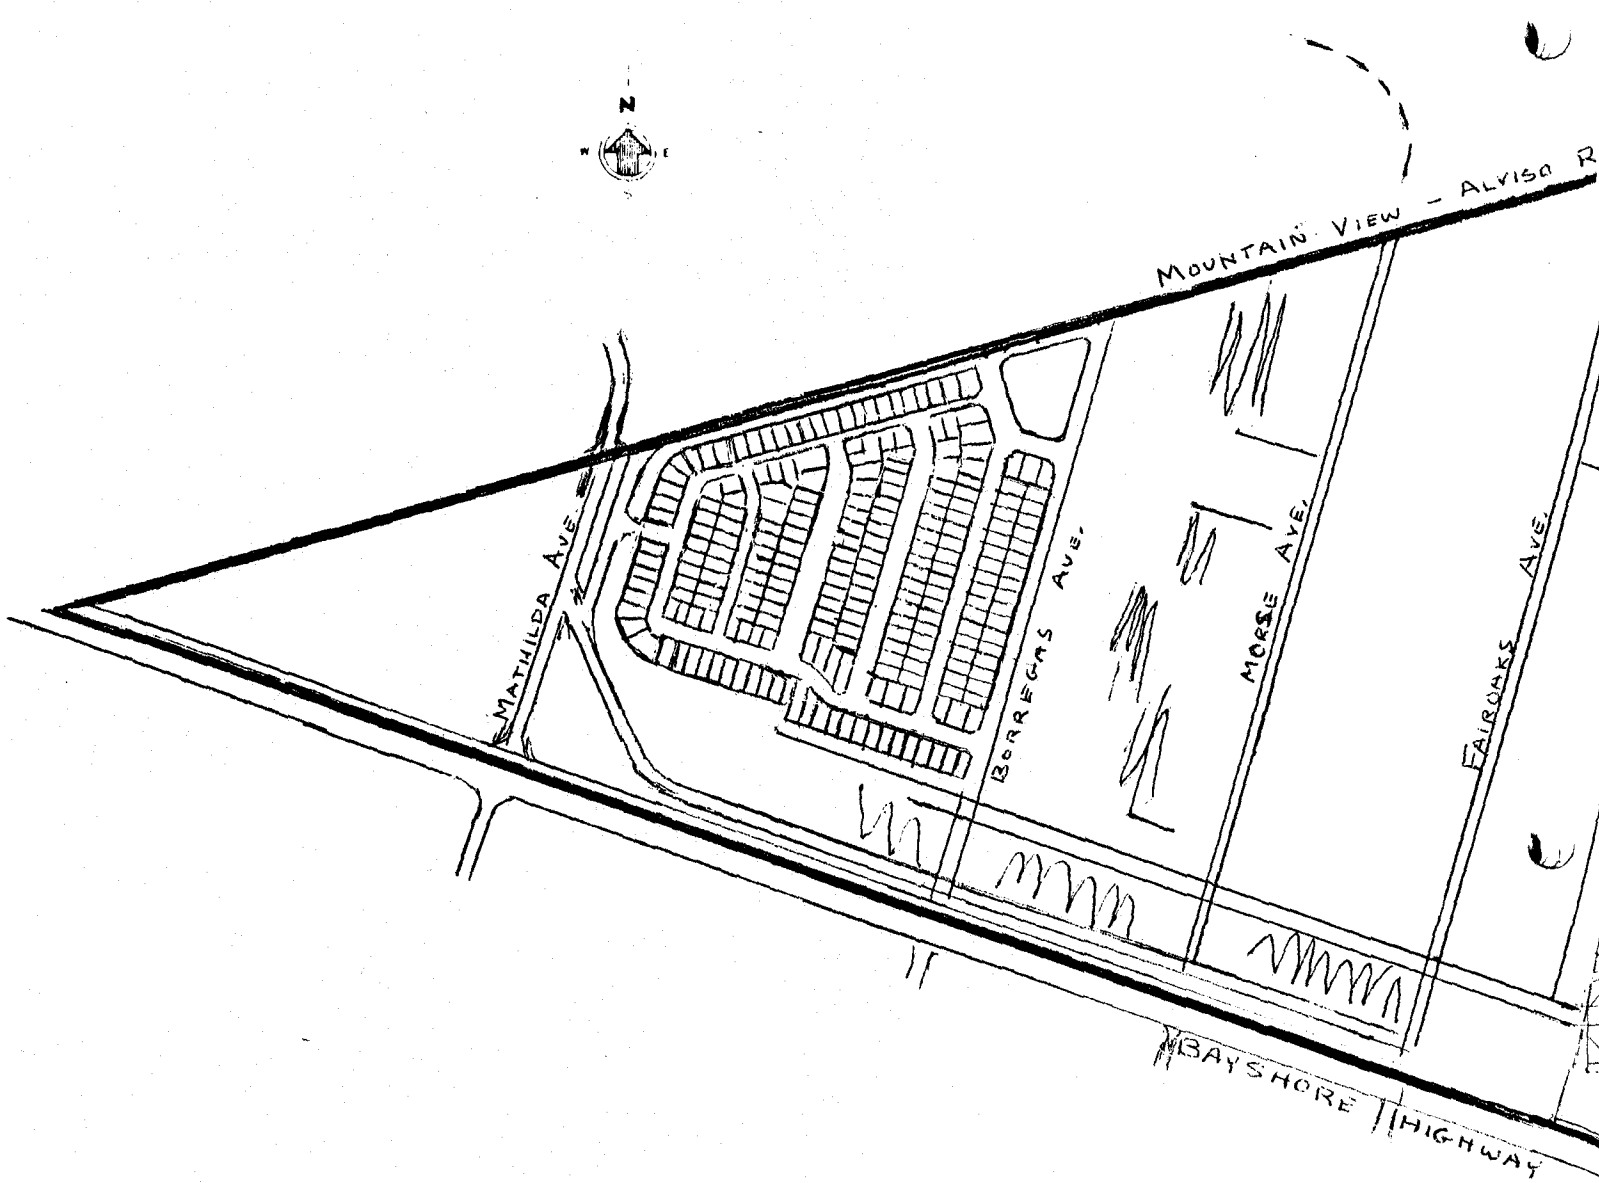 N
W E
S
MOUNTAIN VIEW - ALVISO R
MATHILDA AVE.
BORREGAS AVE.
MORSE AVE.
FAIROAKS AVE.
BAYSHORE HIGHWAY